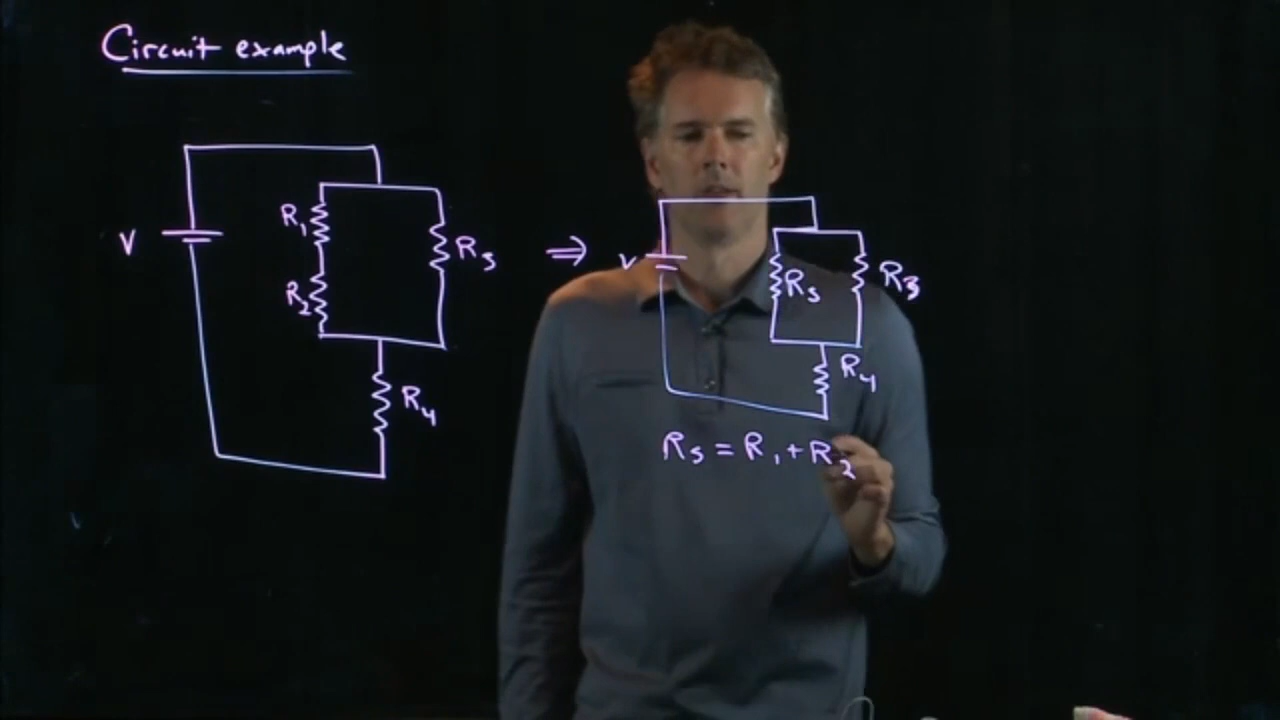 Circuit example
V
R₁
R₂
R₃
⇒
V
Rₛ
R₃
R₄
R₄
Rₛ = R₁ + R₂